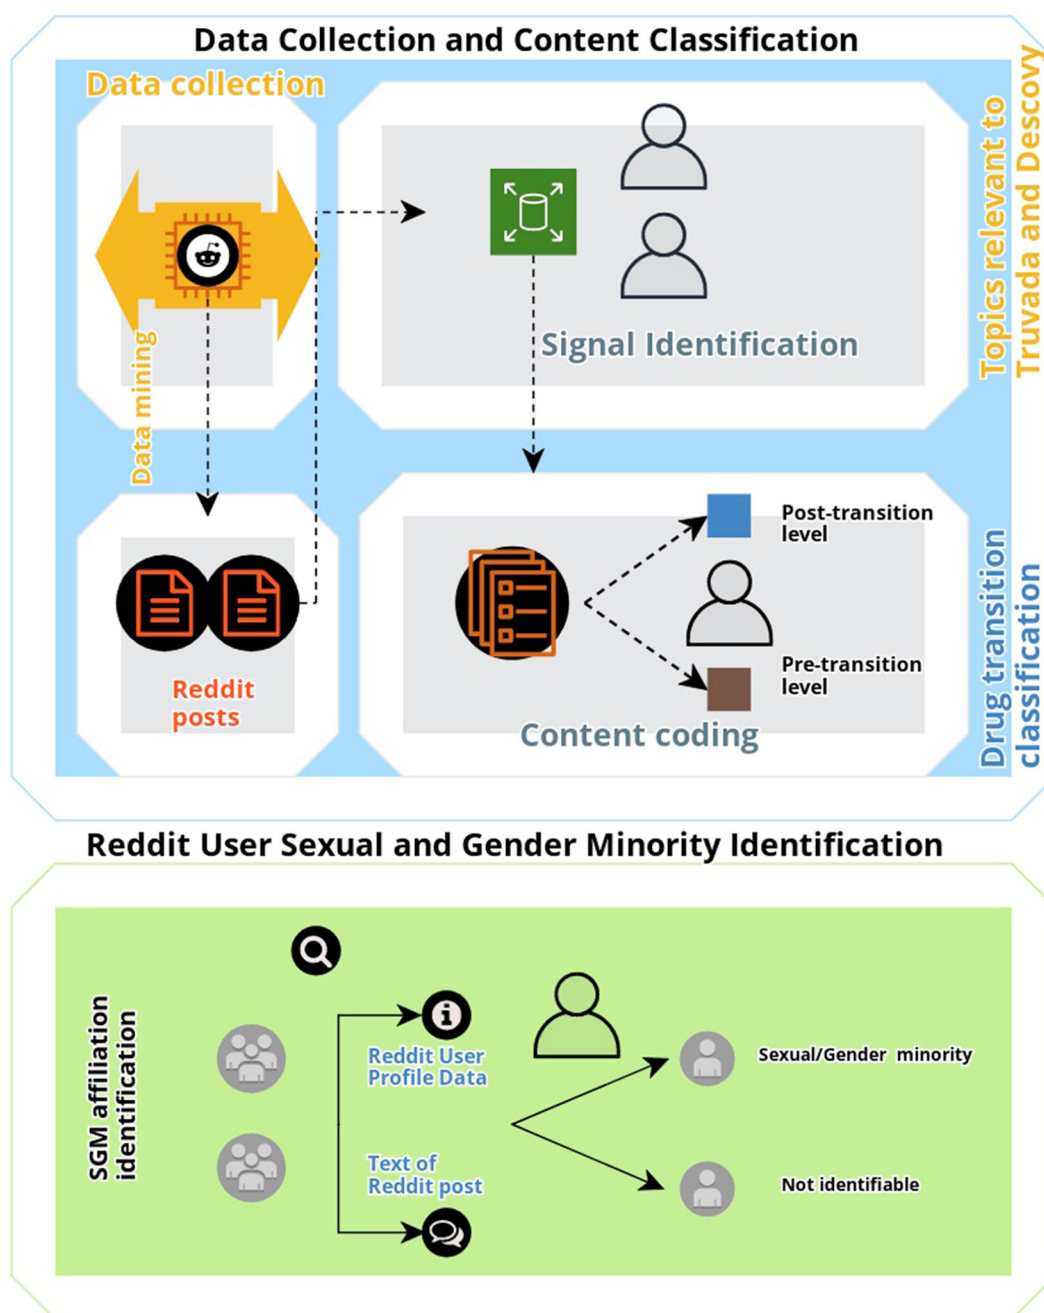 Data Collection and Content Classification
Data collection
Topics relevant to
Truvada and Descovy
Signal Identification
Data mining
Post-transition
level
Pre-transition
level
Reddit
posts
Content coding
Drug transition
classification
Reddit User Sexual and Gender Minority Identification
SGM affiliation
identification
Reddit User
Profile Data
Sexual/Gender minority
Text of
Reddit post
Not identifiable